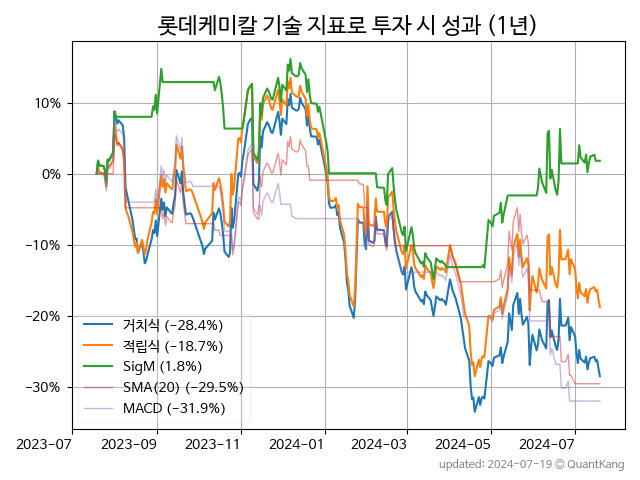 롯데케미칼 기술 지표로 투자 시 성과 (1년)
10%
0%
−10%
−20%
−30%
거치식 (−28.4%)
적립식 (−18.7%)
SigM (1.8%)
SMA(20) (−29.5%)
MACD (−31.9%)
2023-07 2023-09 2023-11 2024-01 2024-03 2024-05 2024-07
updated: 2024-07-19 @ QuantKang